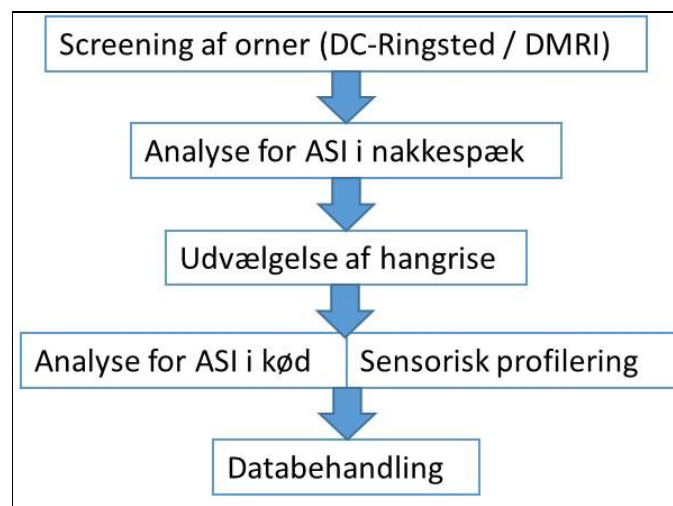 Screening af orner (DC-Ringsted / DMRI)
Analyse for ASI i nakkespæk
Udvælgelse af hangrise
Analyse for ASI i kød
Sensorisk profilering
Databehandling